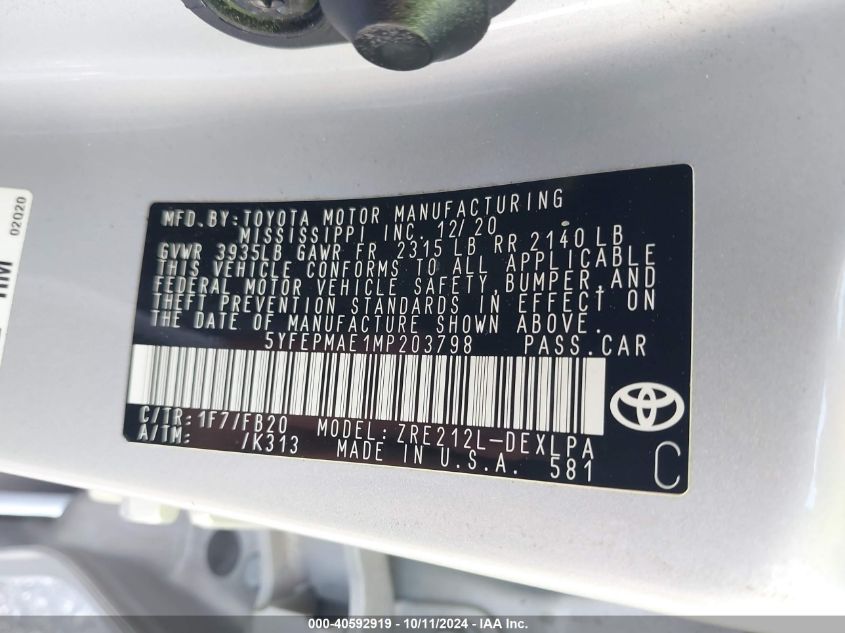 02020
MFD.BY:TOYOTA MOTOR MANUFACTURING
MISSISSIPPI INC. 12/20
GVWR 3935LB GAWR FR 2315 LB RR 2140 LB
THIS VEHICLE CONFORMS TO ALL APPLICABLE
FEDERAL MOTOR VEHICLE SAFETY,BUMPER,AND
THEFT PREVENTION STANDARDS IN EFFECT ON
THE DATE OF MANUFACTURE SHOWN ABOVE.
5YFEPMAE1MP203798 PASS.CAR
C/TR:1F7/FB20 MODEL:ZRE212L-DEXLPA
A/TM: /K313 MADE IN U.S.A. 581
C
000-40592919 - 10/11/2024 - IAA Inc.